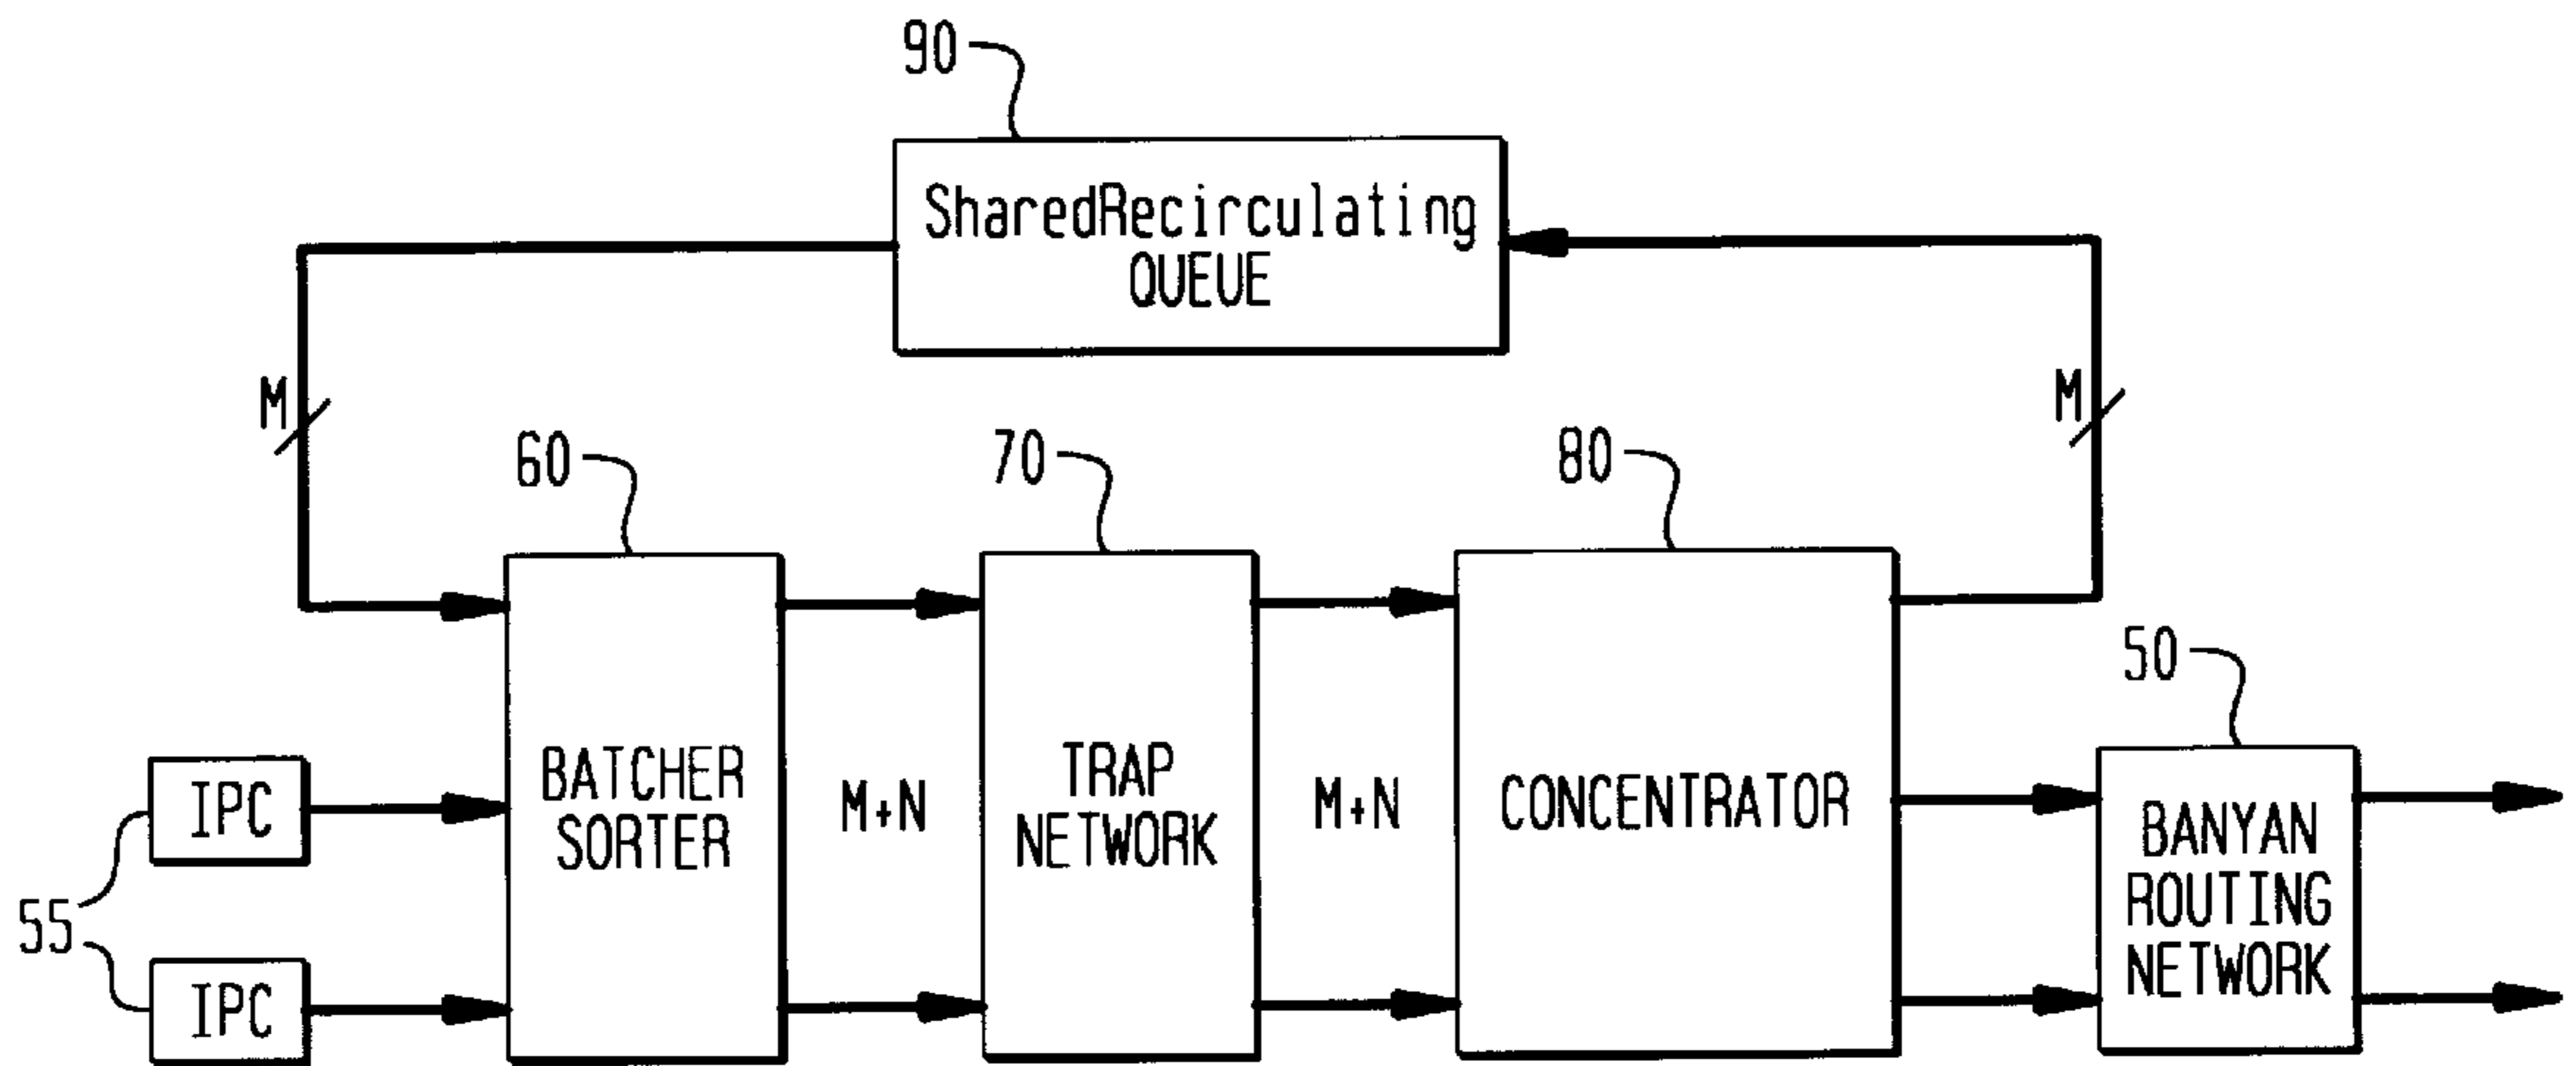 90
SharedRecirculating
QUEUE
M
M
60
70
80
50
IPC
BATCHER
SORTER
M+N
TRAP
NETWORK
M+N
CONCENTRATOR
BANYAN
ROUTING
NETWORK
55
IPC